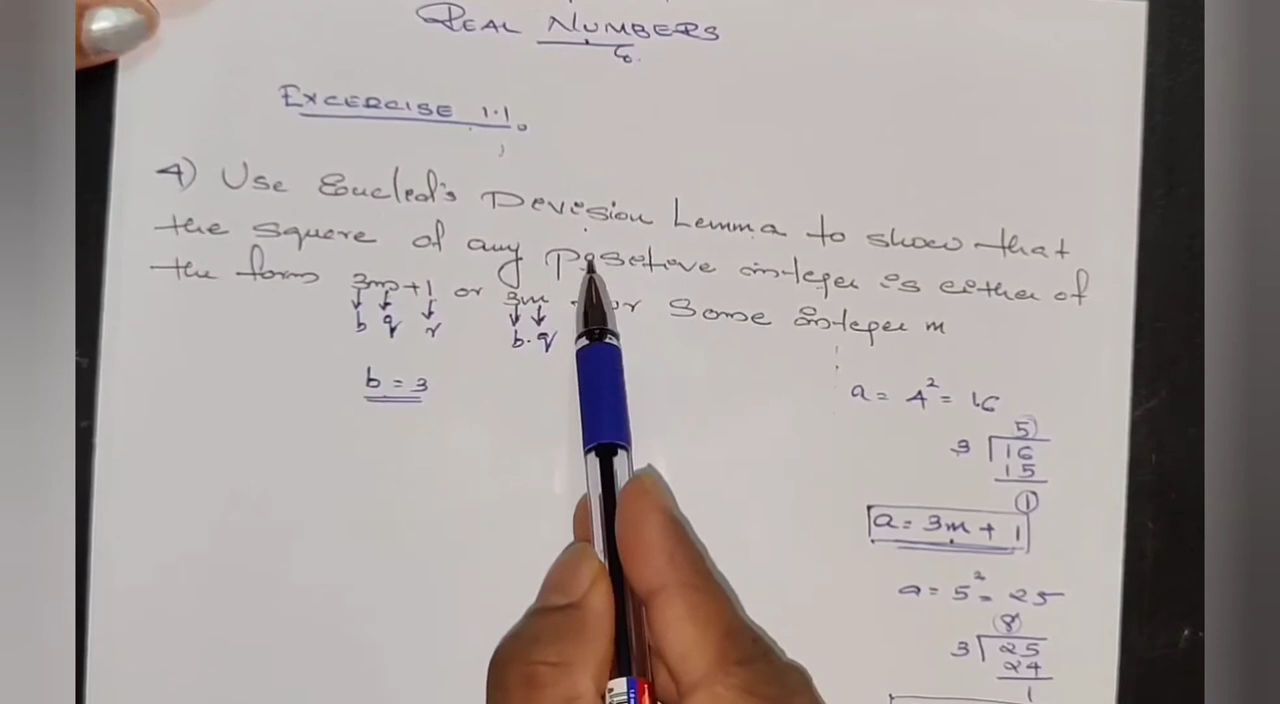 REAL NUMBERS
EXCERCISE 1.1.
4) Use Eucled's Devision Lemma to show that
the square of any positive integer is either of
the form 3m+1 or 3m for some integer m
b q r b.q
b = 3
a = 4² = 16
5
3 16
15
1
a = 3m + 1
a = 5² = 25
8
3 25
24
1